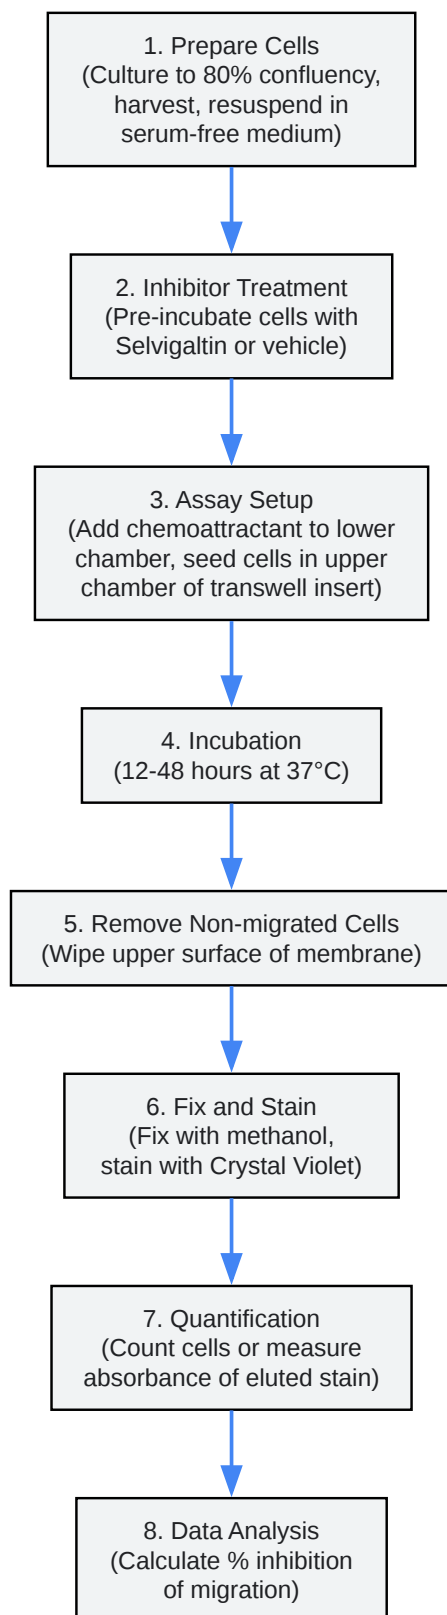 1. Prepare Cells
(Culture to 80% confluency,
harvest, resuspend in
serum-free medium)
2. Inhibitor Treatment
(Pre-incubate cells with
Selvigaltin or vehicle)
3. Assay Setup
(Add chemoattractant to lower
chamber, seed cells in upper
chamber of transwell insert)
4. Incubation
(12-48 hours at 37°C)
5. Remove Non-migrated Cells
(Wipe upper surface of membrane)
6. Fix and Stain
(Fix with methanol,
stain with Crystal Violet)
7. Quantification
(Count cells or measure
absorbance of eluted stain)
8. Data Analysis
(Calculate % inhibition
of migration)